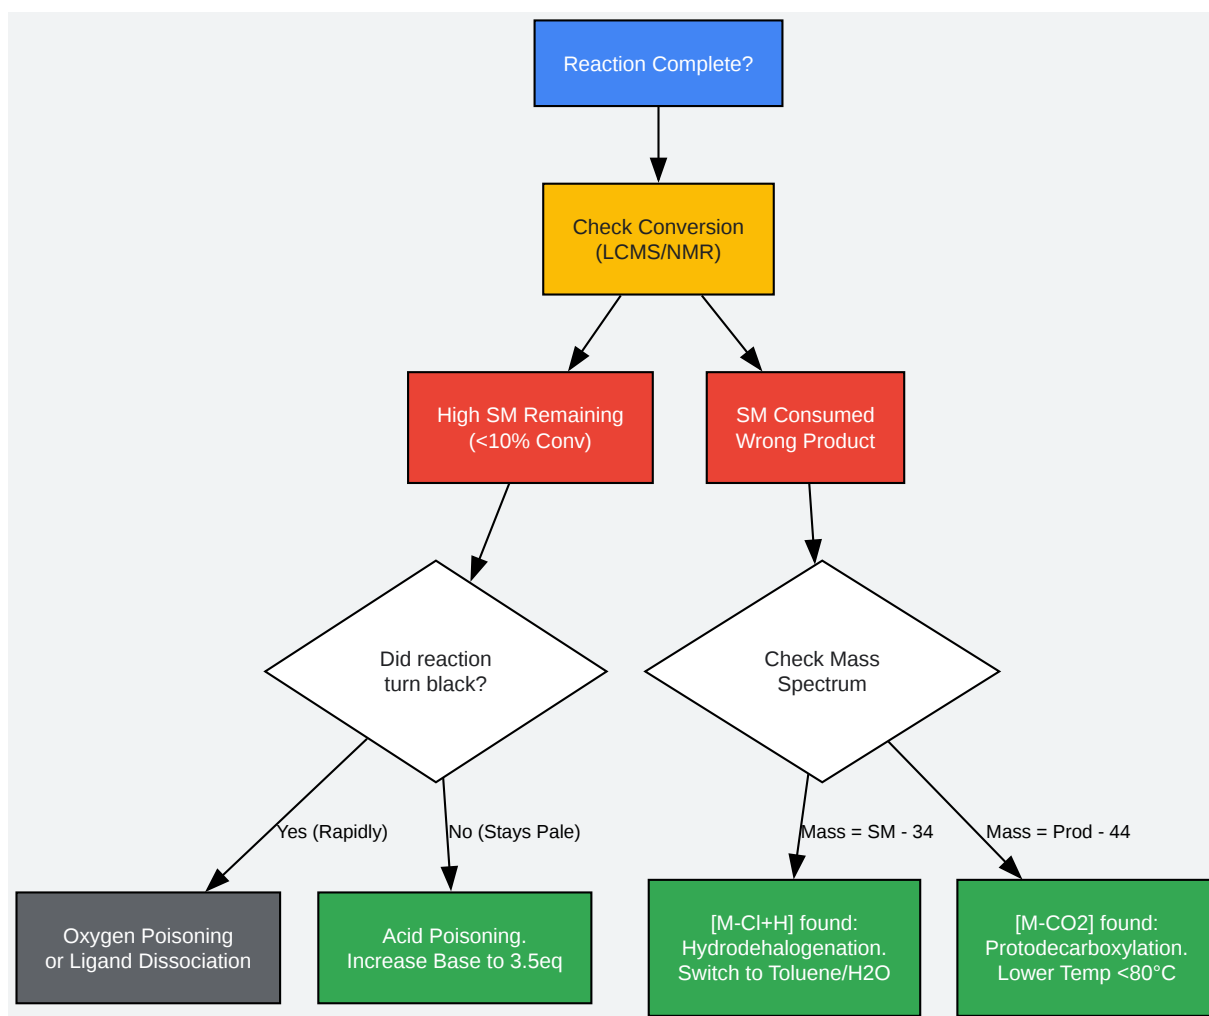 Reaction Complete?
Check Conversion
(LCMS/NMR)
High SM Remaining
(<10% Conv)
SM Consumed
Wrong Product
Did reaction
turn black?
Check Mass
Spectrum
Yes (Rapidly)
No (Stays Pale)
Mass = SM - 34
Mass = Prod - 44
Oxygen Poisoning
or Ligand Dissociation
Acid Poisoning.
Increase Base to 3.5eq
[M-Cl+H] found:
Hydrodehalogenation.
Switch to Toluene/H2O
[M-CO2] found:
Protodecarboxylation.
Lower Temp <80°C